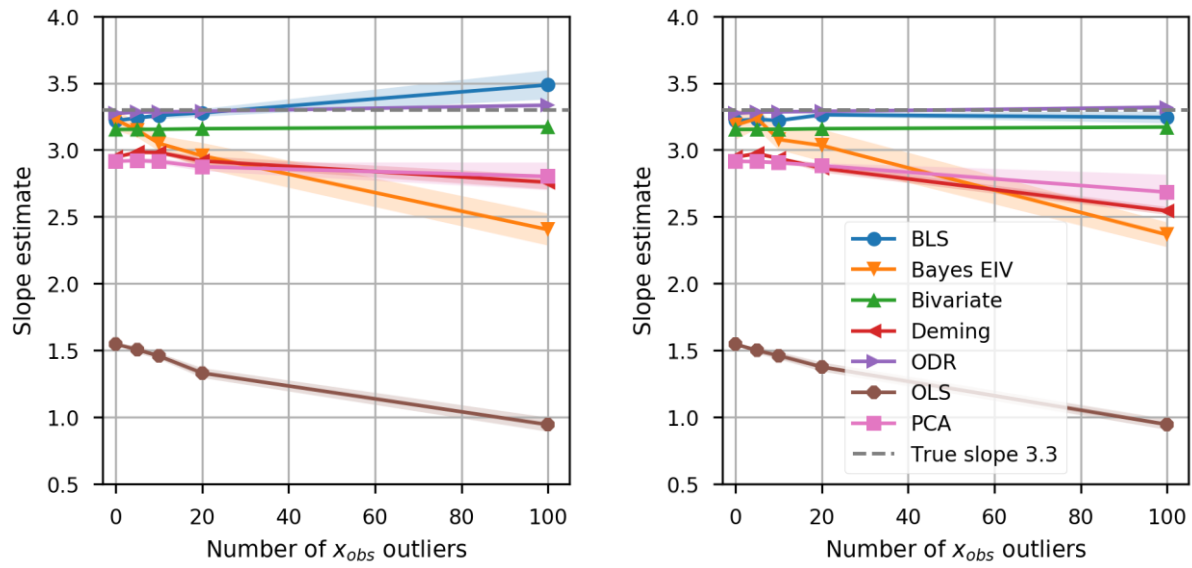 4.0
3.5
3.0
2.5
2.0
1.5
1.0
0.5
Slope estimate
0 20 40 60 80 100
Number of x_obs outliers
4.0
3.5
3.0
2.5
2.0
1.5
1.0
0.5
Slope estimate
BLS
Bayes EIV
Bivariate
Deming
ODR
OLS
PCA
True slope 3.3
0 20 40 60 80 100
Number of x_obs outliers